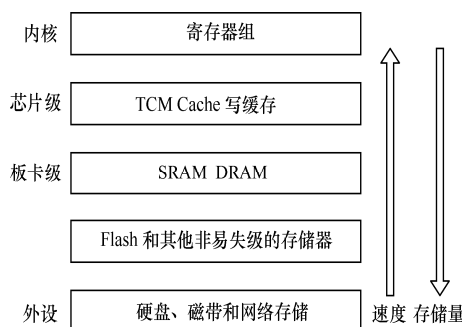 内核 寄存器组
芯片级 TCM Cache 写缓存
板卡级 SRAM DRAM
Flash 和其他非易失级的存储器
外设 硬盘、磁带和网络存储 速度 存储量